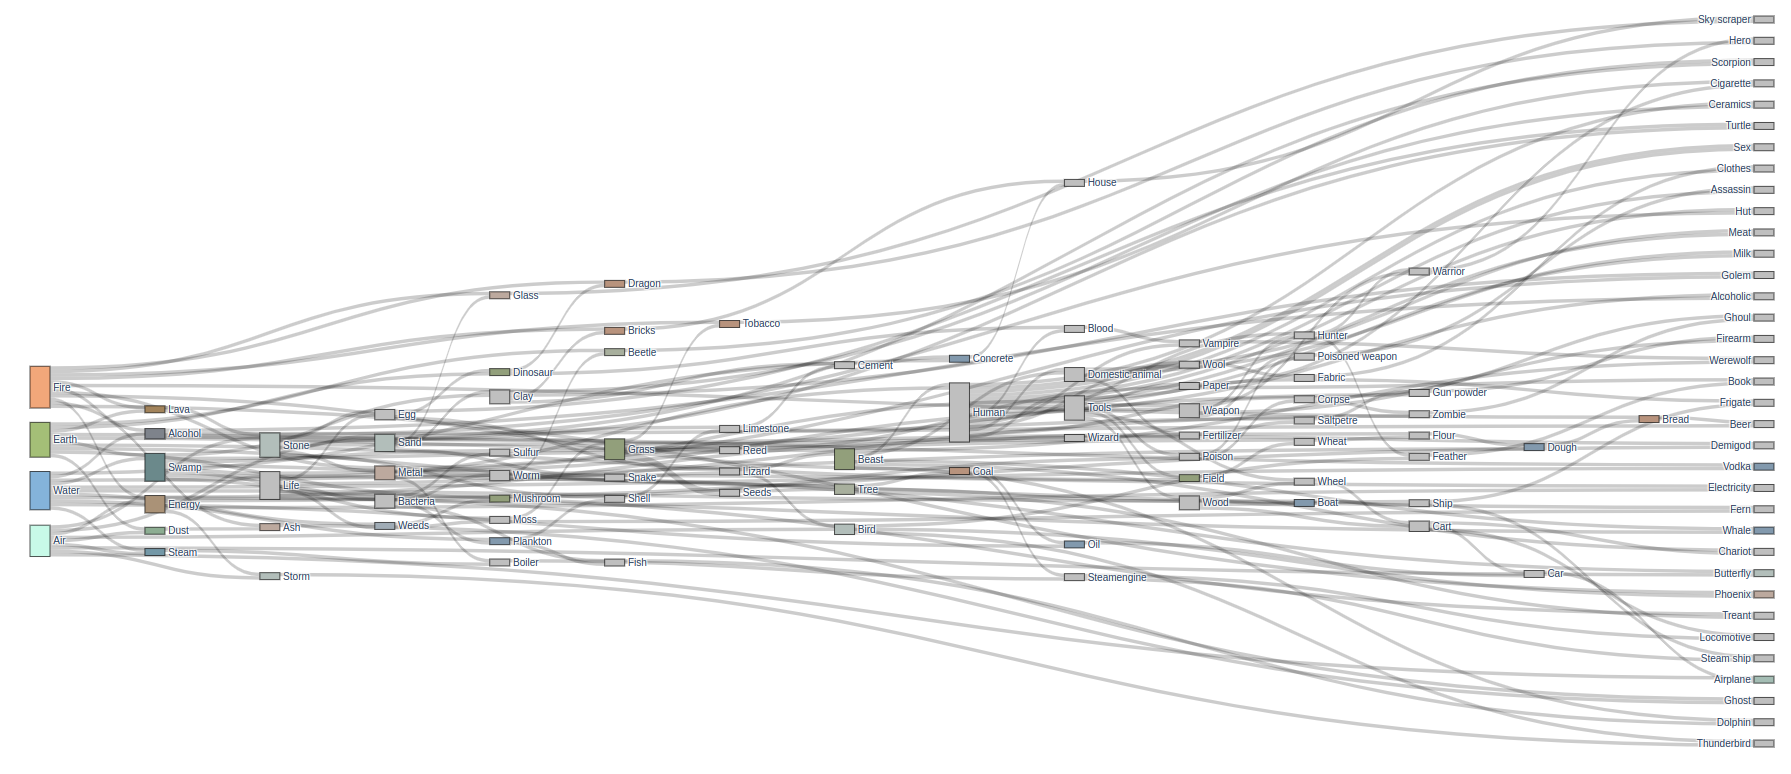 Fire
Earth
Water
Air
Lava
Alcohol
Swamp
Energy
Dust
Steam
Stone
Life
Ash
Storm
Egg
Sand
Metal
Bacteria
Weeds
Glass
Dinosaur
Clay
Sulfur
Worm
Mushroom
Moss
Plankton
Boiler
Dragon
Bricks
Beetle
Grass
Snake
Shell
Fish
Tobacco
Limestone
Reed
Lizard
Seeds
Cement
Beast
Tree
Bird
Concrete
Human
Coal
House
Blood
Domestic animal
Tools
Wizard
Oil
Steamengine
Vampire
Wool
Paper
Weapon
Fertilizer
Poison
Field
Wood
Hunter
Poisoned weapon
Fabric
Corpse
Saltpetre
Wheat
Wheel
Boat
Warrior
Gun powder
Zombie
Flour
Feather
Ship
Cart
Dough
Car
Bread
Sky scraper
Hero
Scorpion
Cigarette
Ceramics
Turtle
Sex
Clothes
Assassin
Hut
Meat
Milk
Golem
Alcoholic
Ghoul
Firearm
Werewolf
Book
Frigate
Beer
Demigod
Vodka
Electricity
Fern
Whale
Chariot
Butterfly
Phoenix
Treant
Locomotive
Steam ship
Airplane
Ghost
Dolphin
Thunderbird